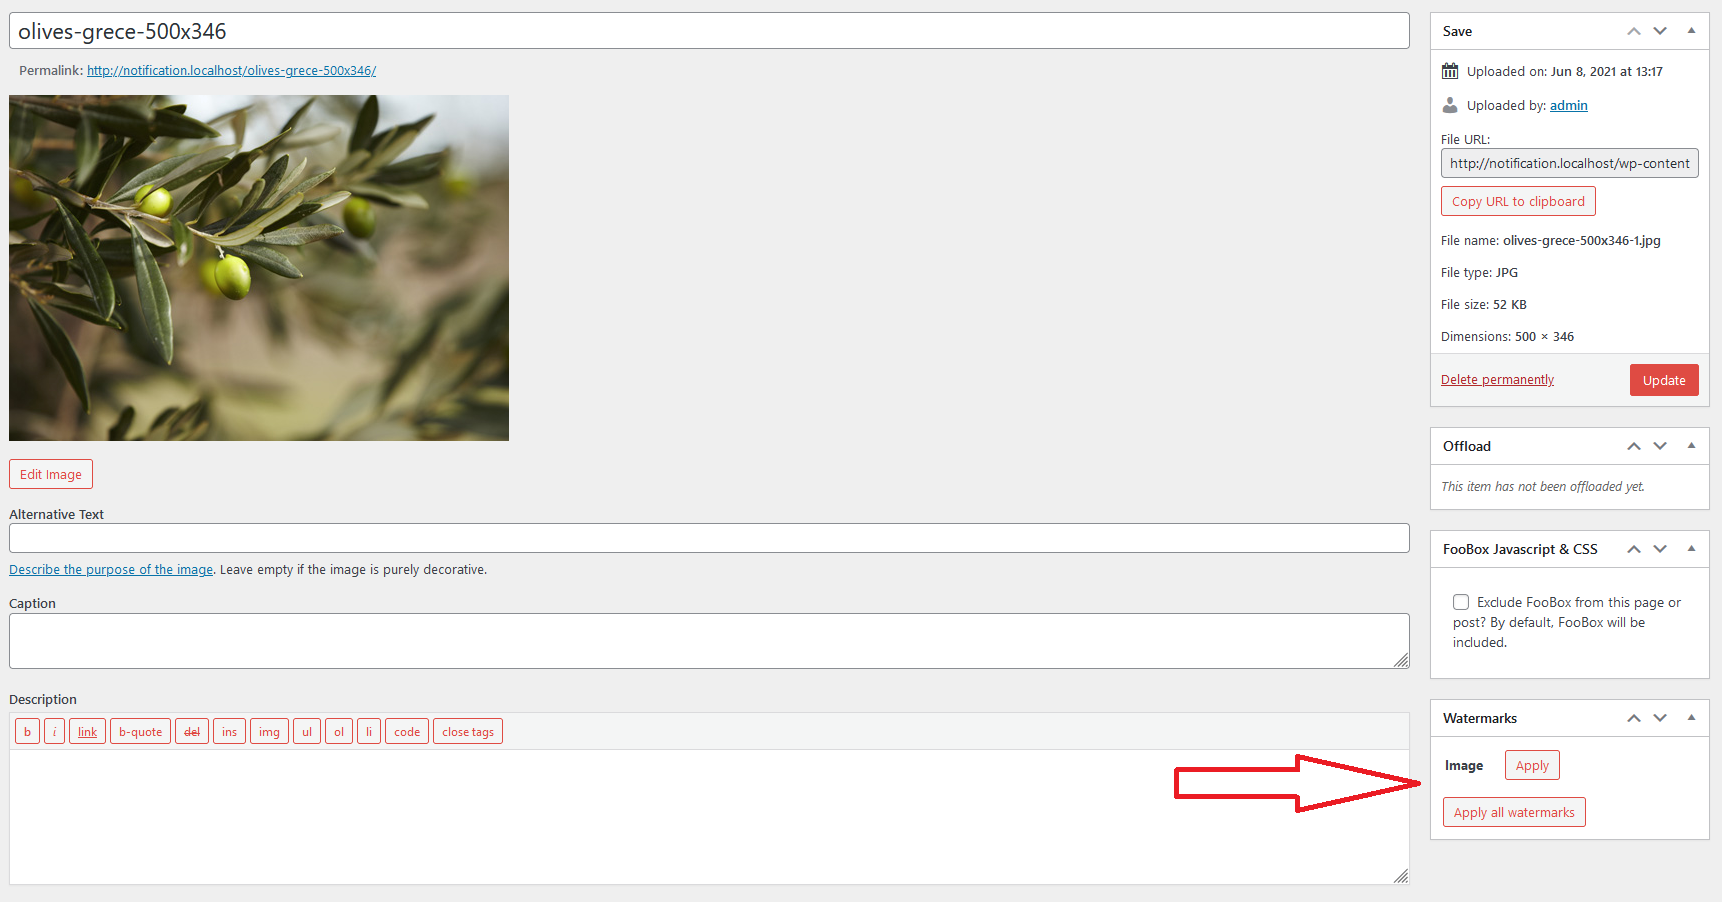 olives-grece-500x346
Permalink: http://notification.localhost/olives-grece-500x346/
Edit Image
Alternative Text
Describe the purpose of the image. Leave empty if the image is purely decorative.
Caption
Description
b i link b-quote del ins img ul ol li code close tags
Save
Uploaded on: Jun 8, 2021 at 13:17
Uploaded by: admin
File URL:
http://notification.localhost/wp-content
Copy URL to clipboard
File name: olives-grece-500x346-1.jpg
File type: JPG
File size: 52 KB
Dimensions: 500 × 346
Delete permanently Update
Offload
This item has not been offloaded yet.
FooBox Javascript & CSS
Exclude FooBox from this page or
post? By default, FooBox will be
included.
Watermarks
Image Apply
Apply all watermarks